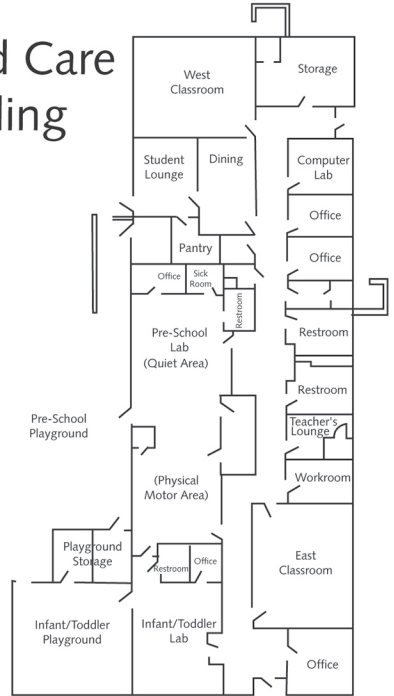 d Care
ding
West
Classroom
Storage
Student
Lounge
Dining
Computer
Lab
Office
Pantry
Office
Office
Sick
Room
Restroom
Pre-School
Lab
(Quiet Area)
Restroom
Restroom
Pre-School
Playground
Teacher's
Lounge
(Physical
Motor Area)
Workroom
Playground
Storage
Restroom
Office
East
Classroom
Infant/Toddler
Playground
Infant/Toddler
Lab
Office